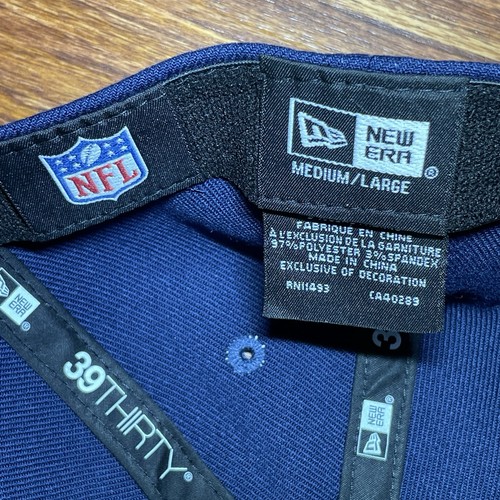 NFL
NEW
ERA
®
MEDIUM/LARGE
FABRIQUE EN CHINE
À L'EXCLUSION DE LA GARNITURE
97% POLYESTER 3% SPANDEX
MADE IN CHINA
EXCLUSIVE OF DECORATION
RN11493 CA40289
NEW
ERA
®
39THIRTY®
3
NEW
ERA
®